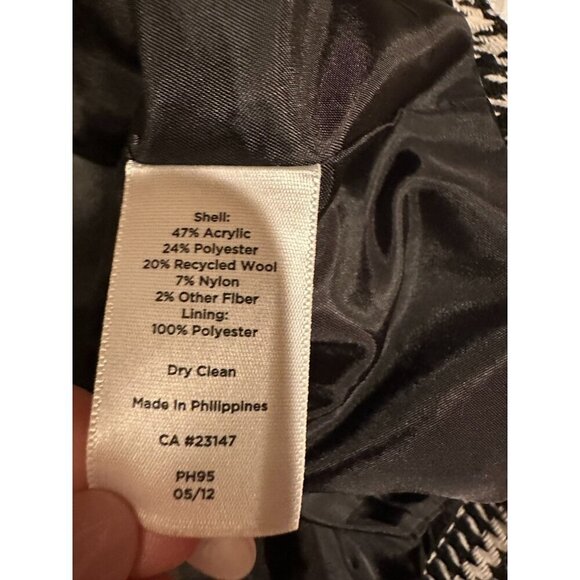 Shell:
47% Acrylic
24% Polyester
20% Recycled Wool
7% Nylon
2% Other Fiber
Lining:
100% Polyester
Dry Clean
Made In Philippines
CA #23147
PH95
05/12